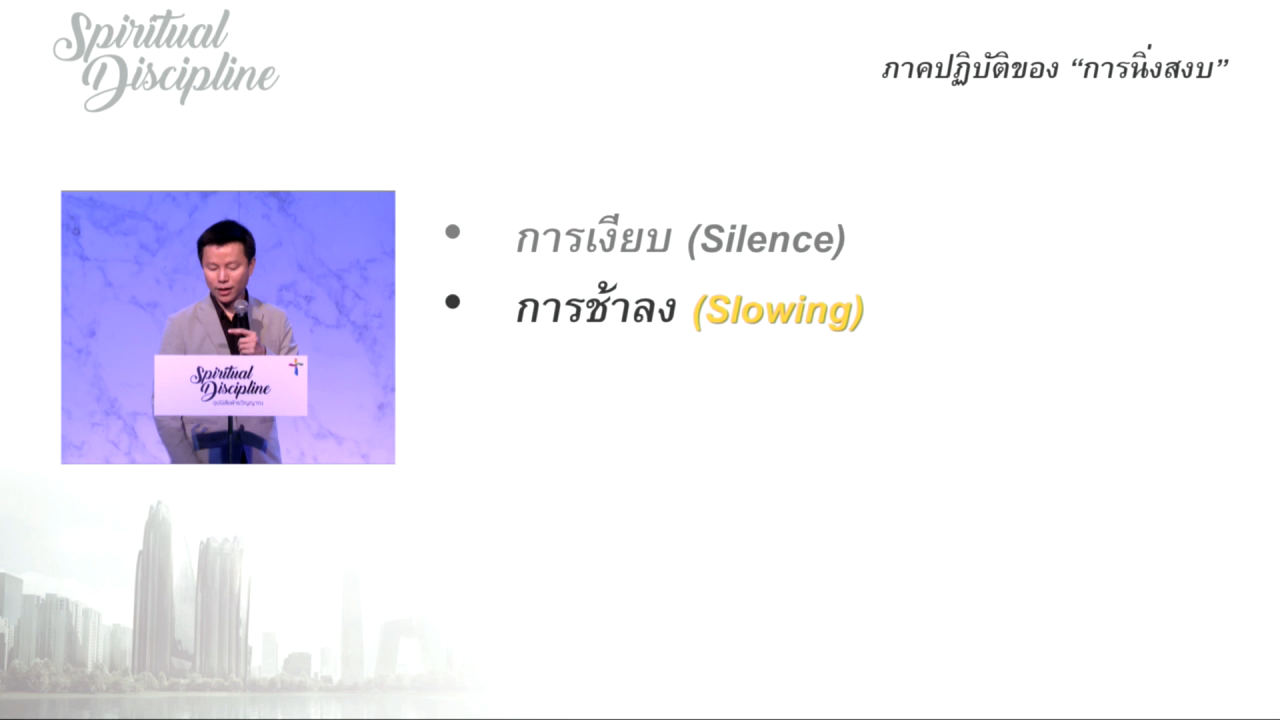 Spiritual
Discipline
ภาคปฏิบัติของ “การนิ่งสงบ”
• การเงียบ (Silence)
• การช้าลง (Slowing)
Spiritual
Discipline